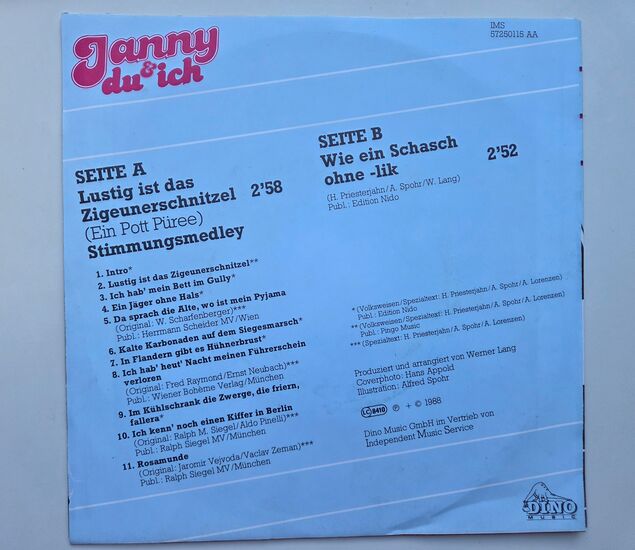 Janny
du & ich
IMS
57250115 AA
SEITE A
Lustig ist das
Zigeunerschnitzel 2'58
(Ein Pott Püree)
Stimmungsmedley
1. Intro*
2. Lustig ist das Zigeunerschnitzel**
3. Ich hab' mein Bett im Gully*
4. Ein Jäger ohne Hals*
5. Da sprach die Alte, wo ist mein Pyjama
(Original: W. Scharfenberger)***
Publ.: Herrmann Scheider MV/Wien
6. Kalte Karbonaden auf dem Siegesmarsch*
7. In Flandern gibt es Hühnerbrust*
8. Ich hab' heut' Nacht meinen Führerschein
verloren
(Original: Fred Raymond/Ernst Neubach)***
Publ.: Wiener Bohème Verlag/München
9. Im Kühlschrank die Zwerge, die friern,
fallera*
10. Ich kenn' noch einen Kiffer in Berlin
(Original: Ralph M. Siegel/Aldo Pinelli)***
Publ.: Ralph Siegel MV/München
11. Rosamunde
(Original: Jaromir Vejvoda/Vaclav Zeman)***
Publ.: Ralph Siegel MV/München
SEITE B
Wie ein Schasch
ohne -lik 2'52
(H. Priesterjahn/A. Spohr/W. Lang)
Publ.: Edition Nido
* (Volksweisen/Spezialtext: H. Priesterjahn/A. Spohr/A. Lorenzen)
Publ.: Edition Nido
** (Volksweisen/Spezialtext: H. Priesterjahn/A. Spohr/A. Lorenzen)
Publ.: Pingo Music
*** (Spezialtext: H. Priesterjahn/A. Spohr/A. Lorenzen)
Produziert und arrangiert von Werner Lang
Coverphoto: Hans Appold
Illustration: Alfred Spohr
LC 8410 ℗ + © 1988
Dino Music GmbH im Vertrieb von
Independent Music Service
DINO
MUSIC